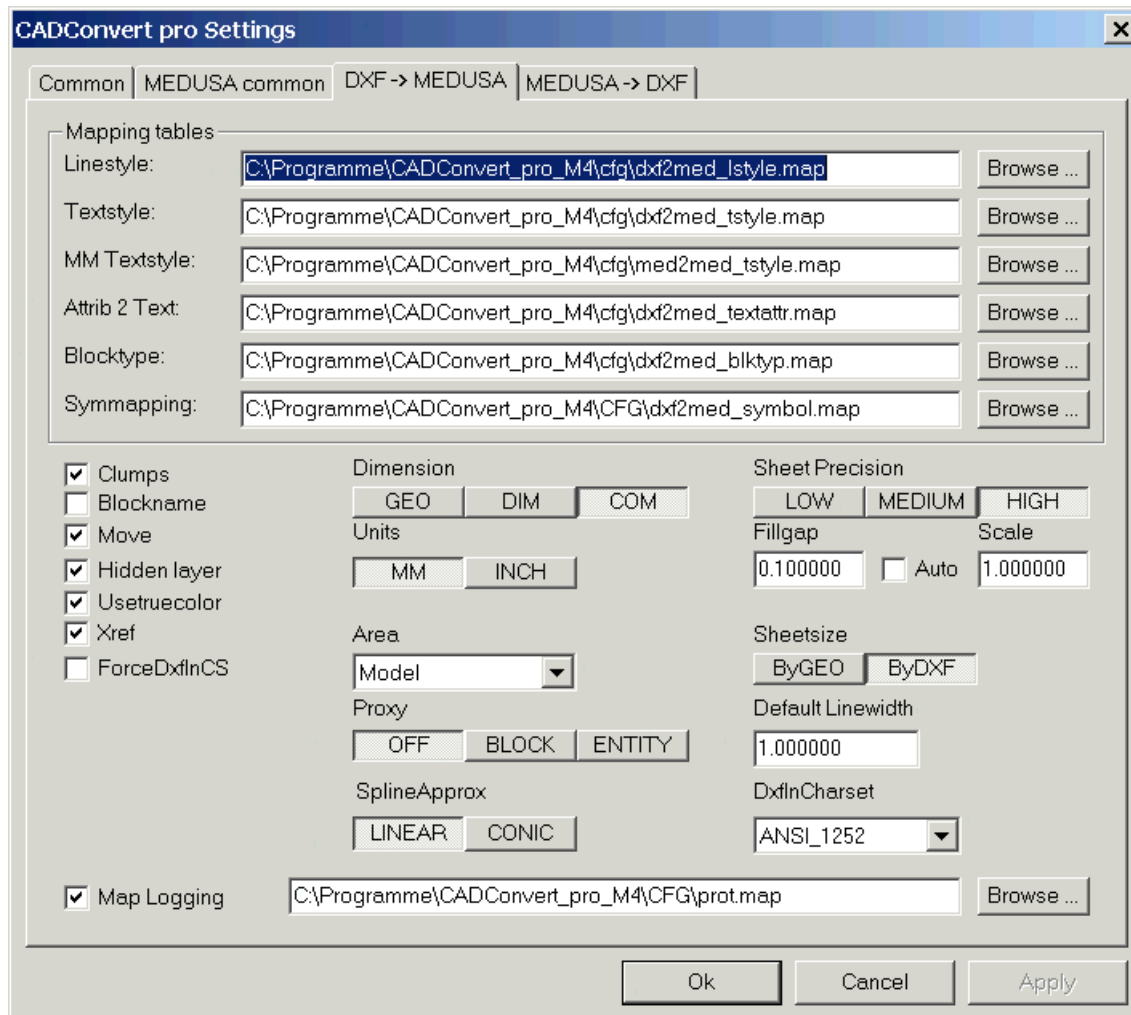 CADConvert pro Settings
Common MEDUSA common DXF -> MEDUSA MEDUSA -> DXF
Mapping tables
Linestyle: C:\Programme\CADConvert_pro_M4\cfg\dxf2med_lstyle.map Browse ...
Textstyle: C:\Programme\CADConvert_pro_M4\cfg\dxf2med_tstyle.map Browse ...
MM Textstyle: C:\Programme\CADConvert_pro_M4\cfg\med2med_tstyle.map Browse ...
Attrib 2 Text: C:\Programme\CADConvert_pro_M4\cfg\dxf2med_textattr.map Browse ...
Blocktype: C:\Programme\CADConvert_pro_M4\cfg\dxf2med_blktyp.map Browse ...
Symmapping: C:\Programme\CADConvert_pro_M4\CFG\dxf2med_symbol.map Browse ...
Clumps
Blockname
Move
Hidden layer
Usetruecolor
Xref
ForceDxfInCS
Dimension
GEO DIM COM
Units
MM INCH
Area
Model
Proxy
OFF BLOCK ENTITY
SplineApprox
LINEAR CONIC
Sheet Precision
LOW MEDIUM HIGH
Fillgap Scale
0.100000 Auto 1.000000
Sheetsize
ByGEO ByDXF
Default Linewidth
1.000000
DxfInCharset
ANSI_1252
Map Logging C:\Programme\CADConvert_pro_M4\CFG\prot.map Browse ...
Ok Cancel Apply